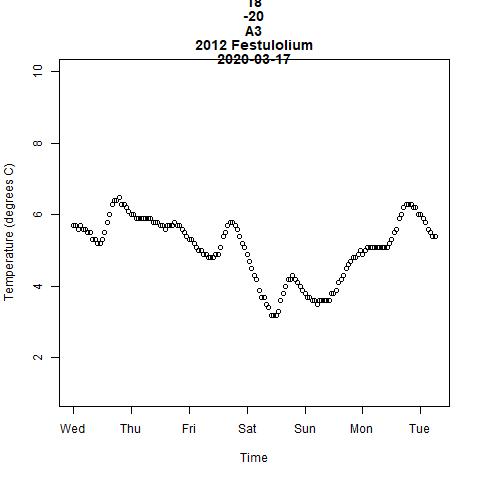 18
-20
A3
2012 Festulolium
2020-03-17
Temperature (degrees C)
10
8
6
4
2
Wed Thu Fri Sat Sun Mon Tue
Time